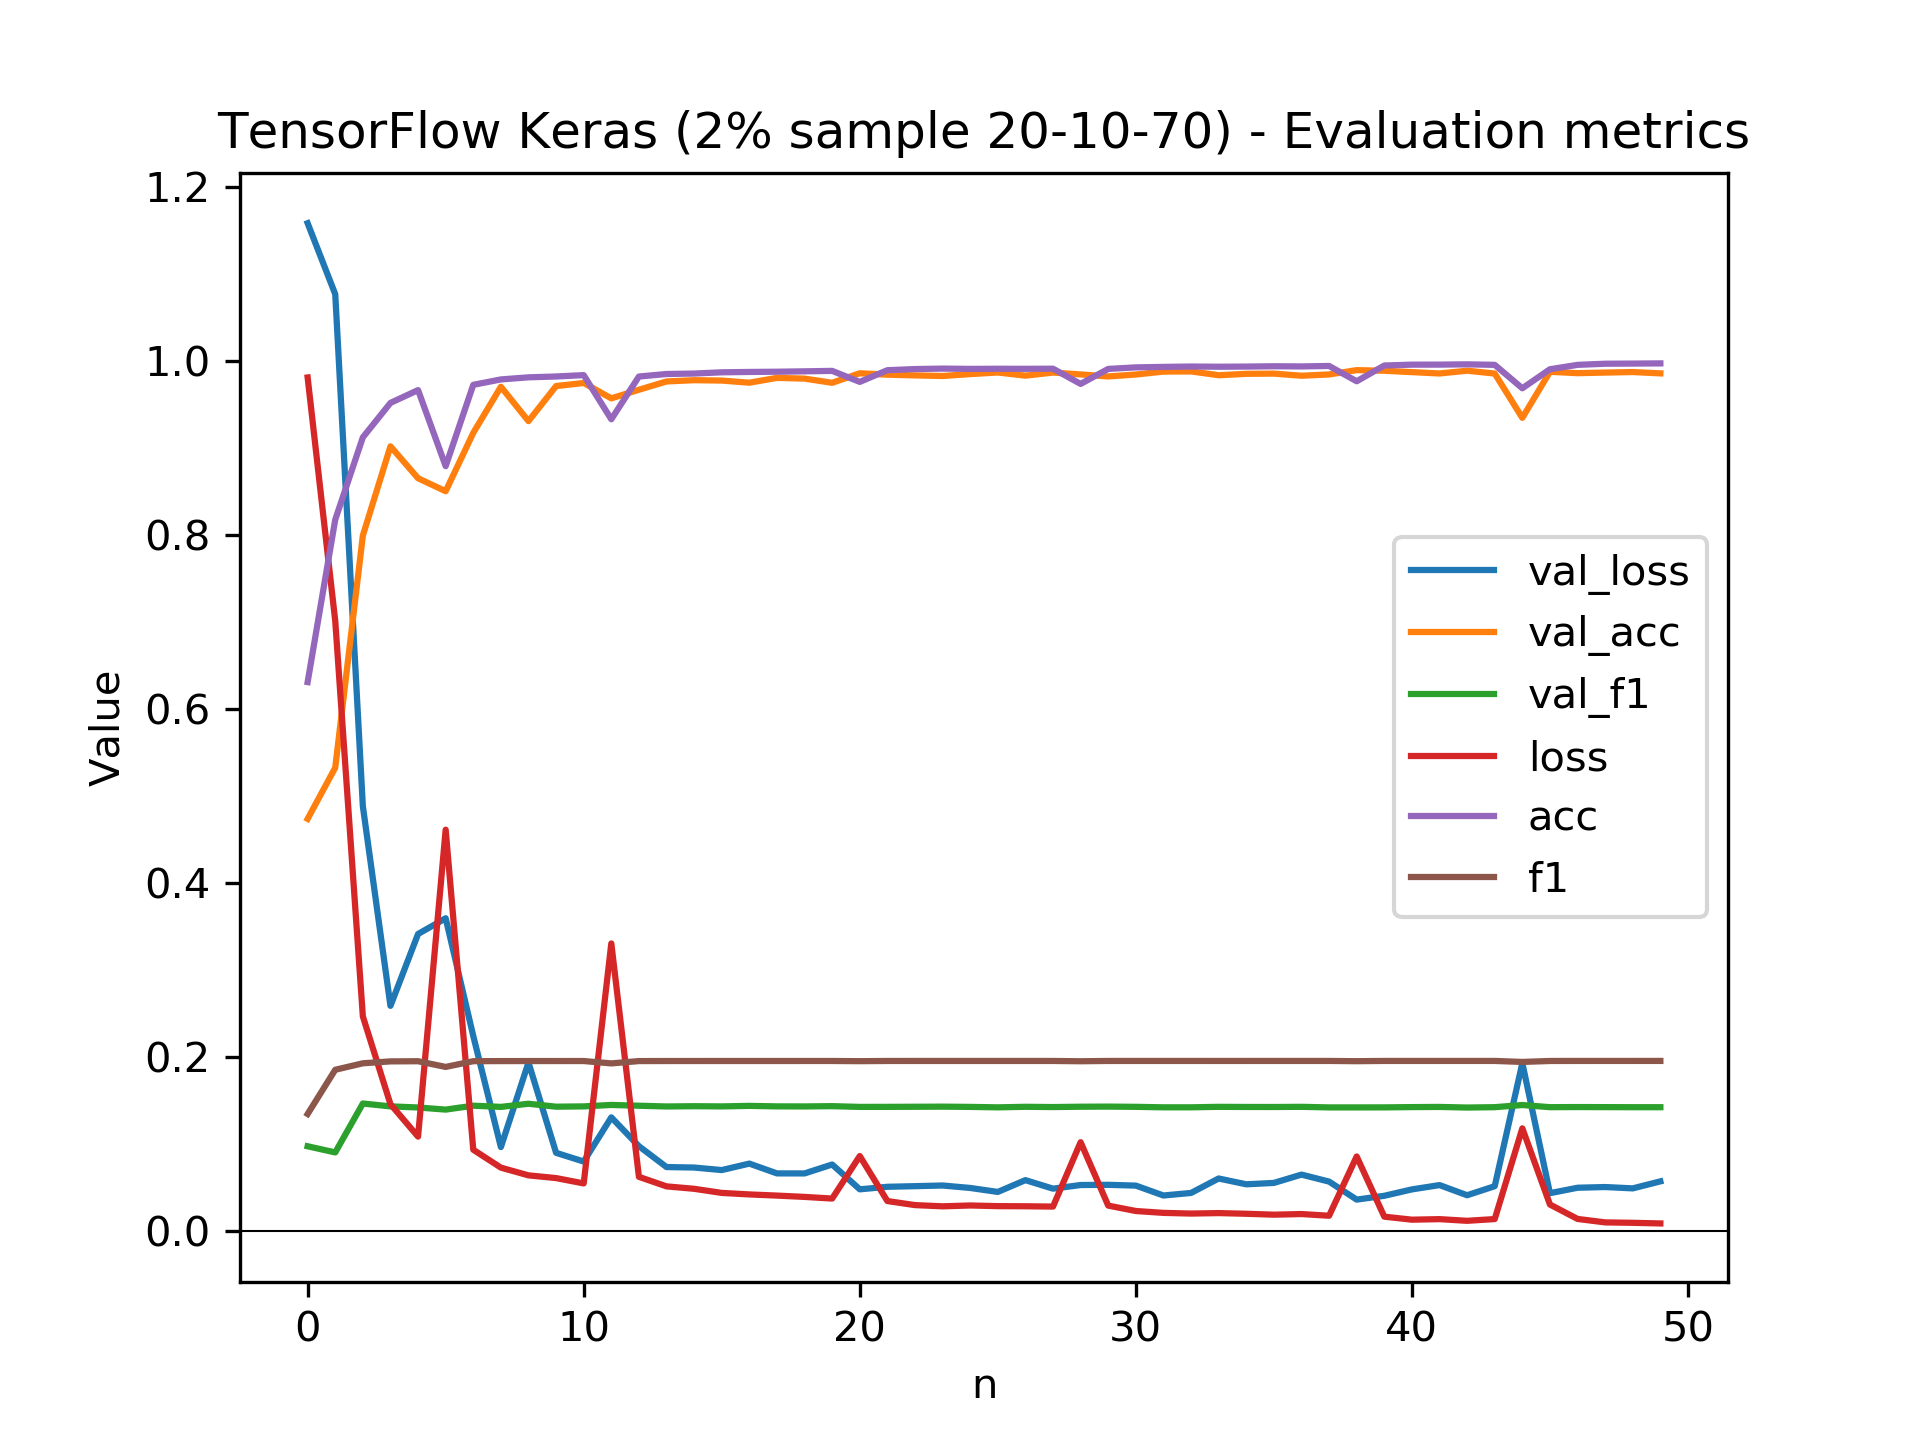 TensorFlow Keras (2% sample 20-10-70) - Evaluation metrics
1.2
1.0
0.8
0.6
0.4
0.2
0.0
Value
val_loss
val_acc
val_f1
loss
acc
f1
0 10 20 30 40 50
n